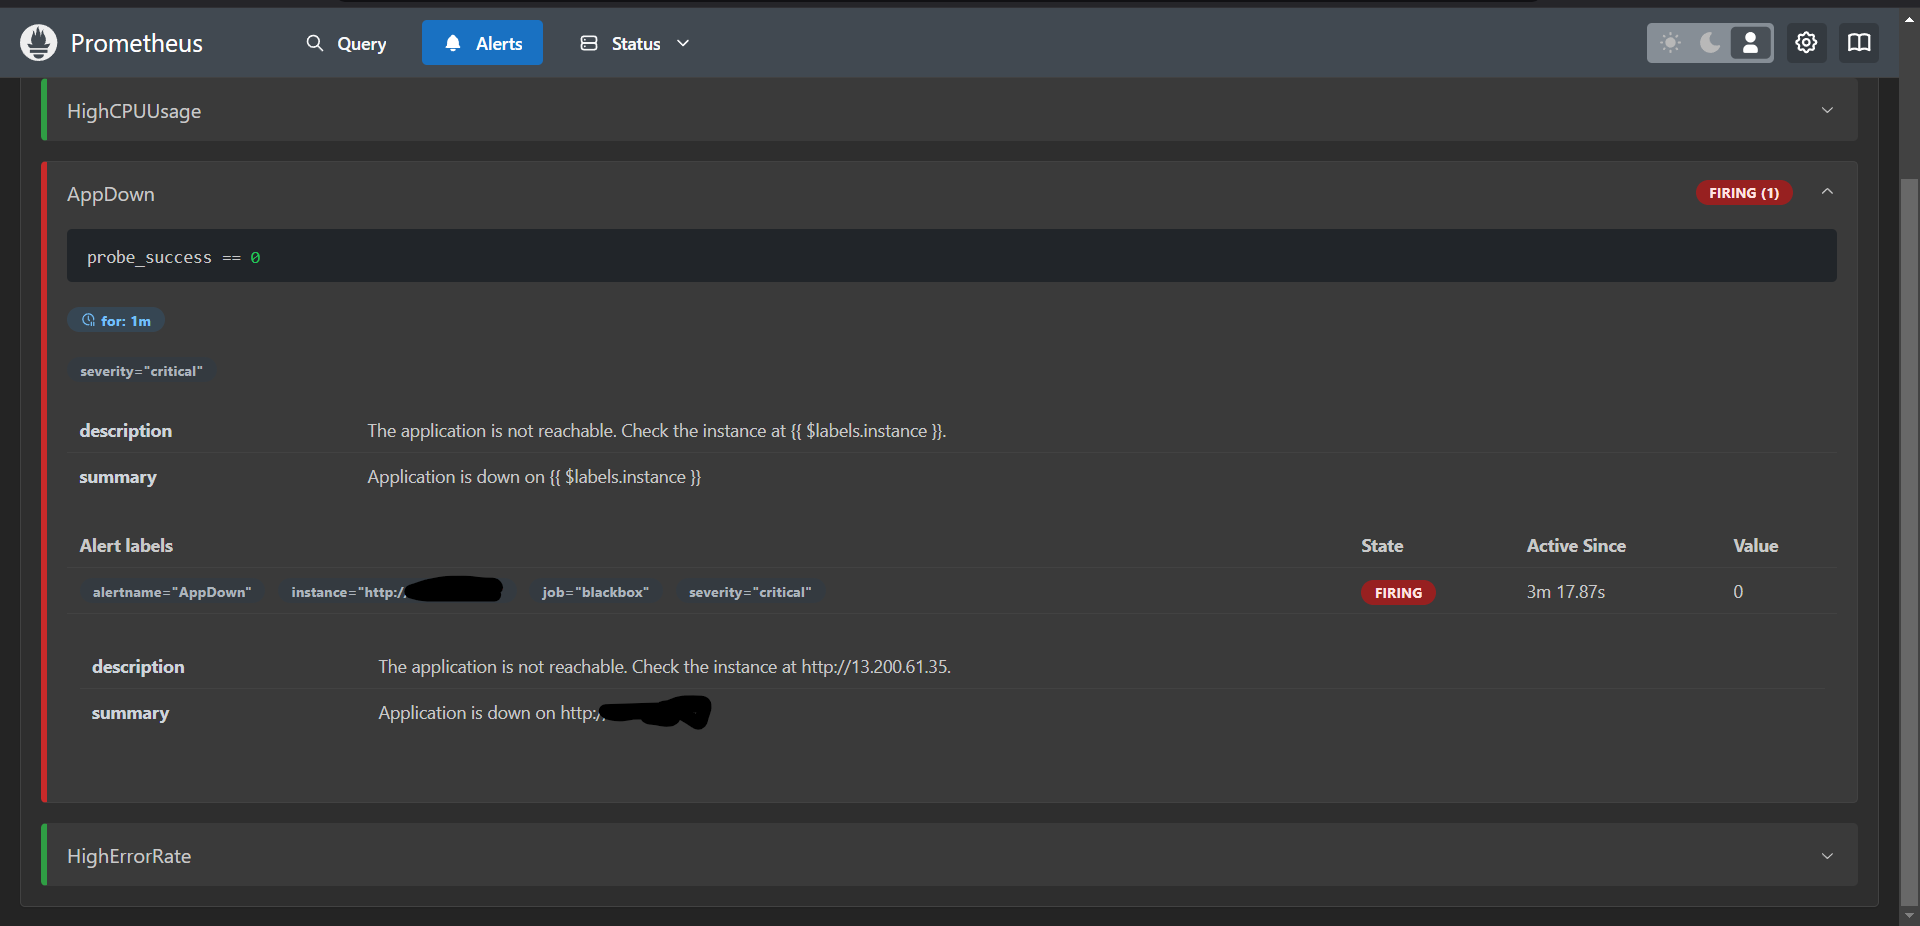 Prometheus Query Alerts Status
HighCPUUsage
AppDown FIRING (1)
probe_success == 0
for: 1m
severity="critical"
description The application is not reachable. Check the instance at {{ $labels.instance }}.
summary Application is down on {{ $labels.instance }}
Alert labels State Active Since Value
alertname="AppDown" instance="http:// job="blackbox" severity="critical" FIRING 3m 17.87s 0
description The application is not reachable. Check the instance at http://13.200.61.35.
summary Application is down on http:/
HighErrorRate